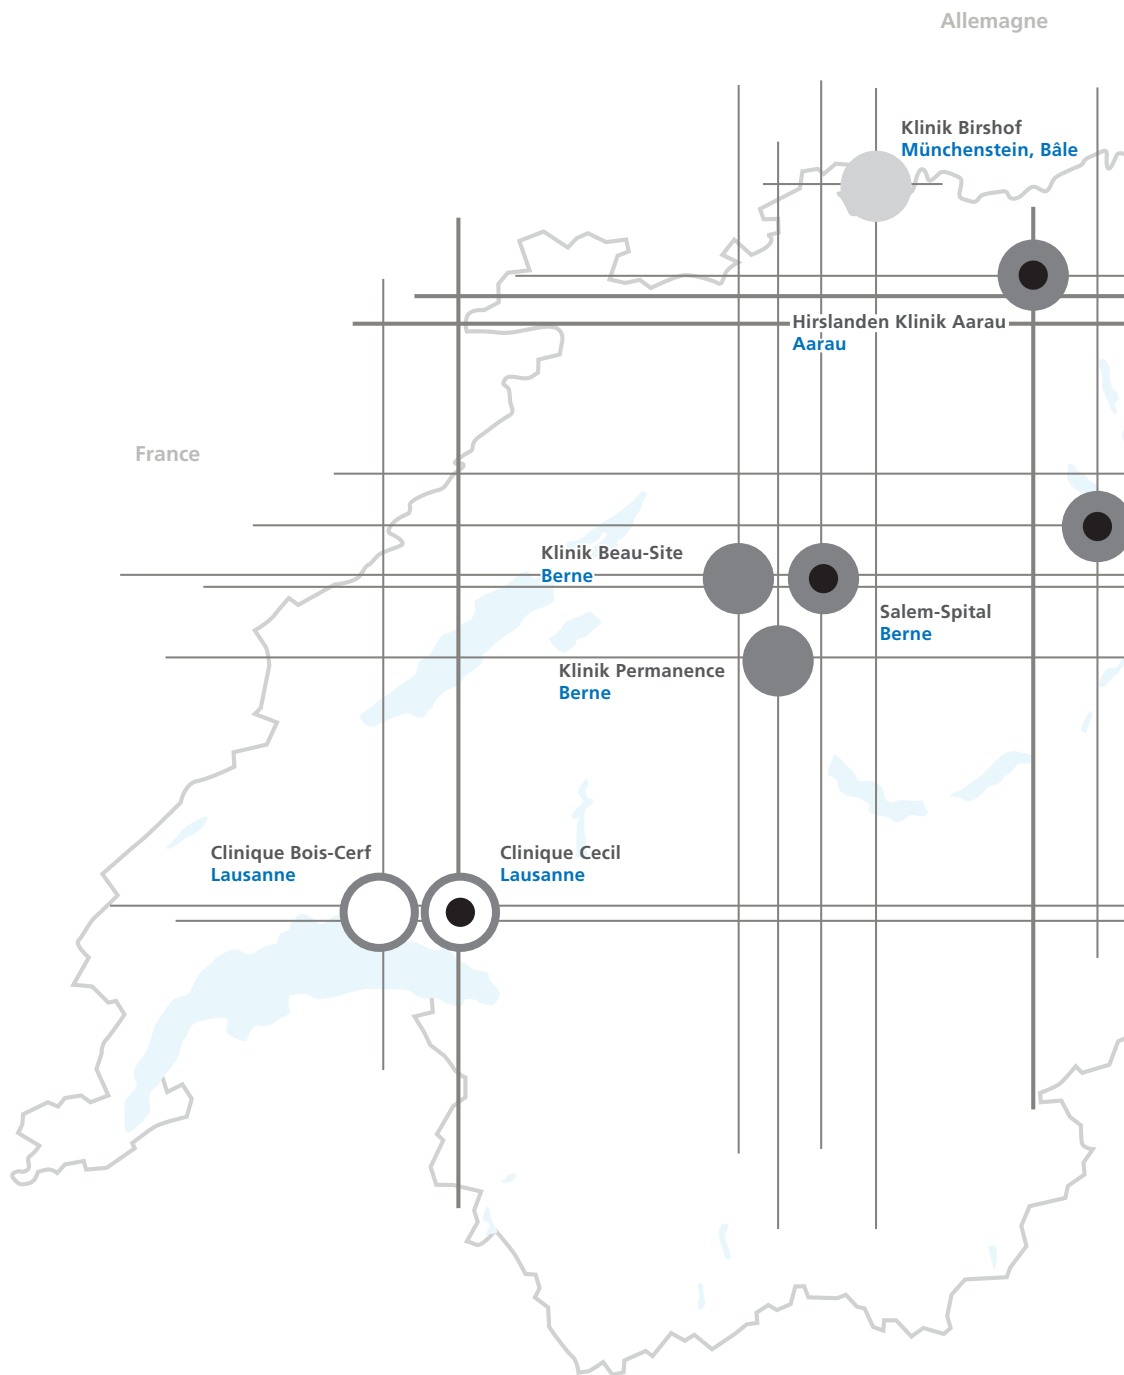 Allemagne
Klinik Birshof
Münchenstein, Bâle
Hirslanden Klinik Aarau
Aarau
France
Klinik Beau-Site
Berne
Salem-Spital
Berne
Klinik Permanence
Berne
Clinique Bois-Cerf
Lausanne
Clinique Cecil
Lausanne